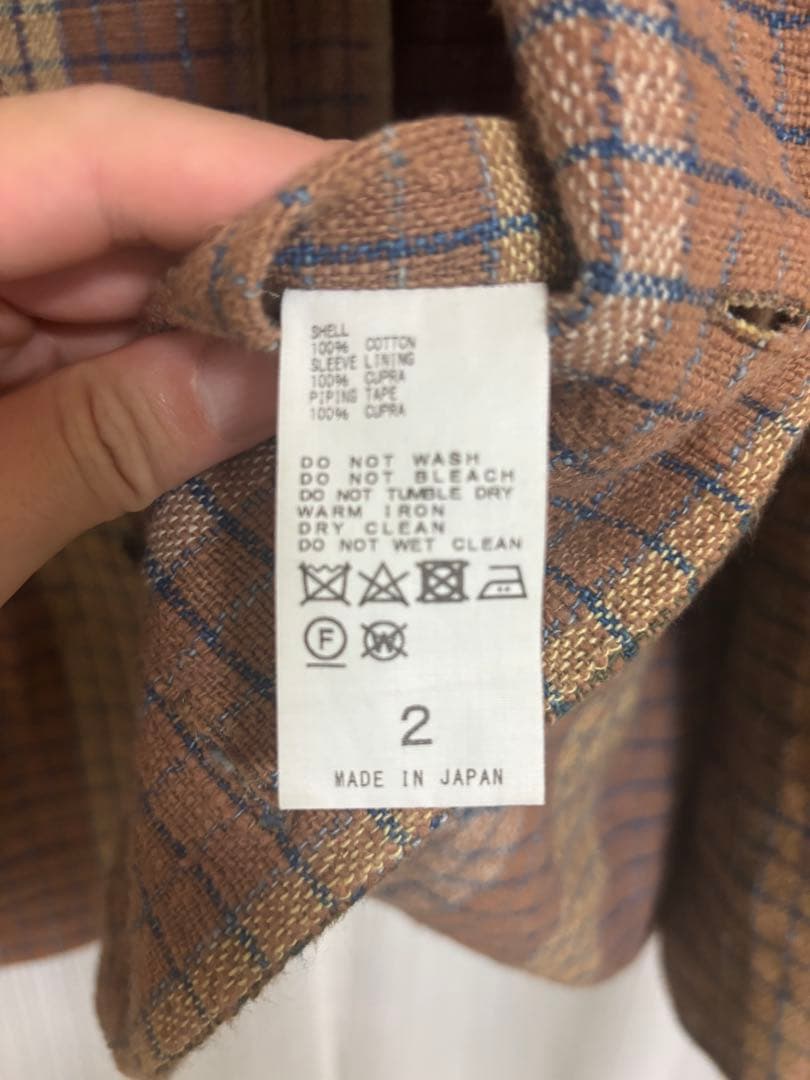 SHELL
100% COTTON
SLEEVE LINING
100% CUPRA
PIPING TAPE
100% CUPRA
DO NOT WASH
DO NOT BLEACH
DO NOT TUMBLE DRY
WARM IRON
DRY CLEAN
DO NOT WET CLEAN
F W
2
MADE IN JAPAN